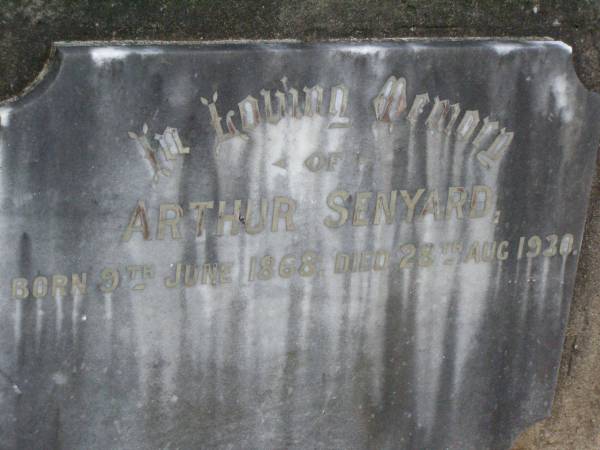 In Loving Memory
OF
ARTHUR SENYARD,
BORN 9TH JUNE 1868, DIED 28TH AUG 1930.